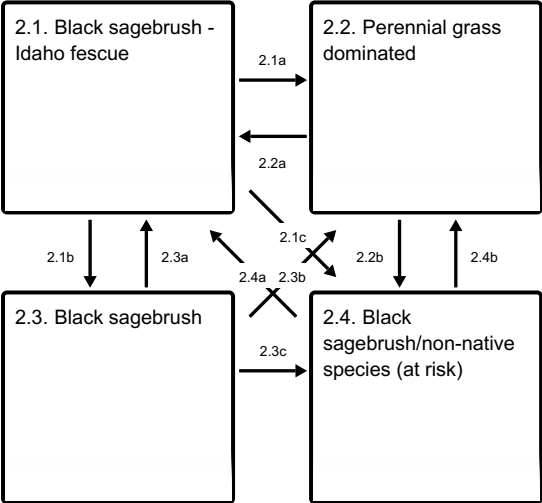 2.1. Black sagebrush -
Idaho fescue
2.2. Perennial grass
dominated
2.1a
2.2a
2.1c
2.1b
2.3a
2.4a
2.3b
2.2b
2.4b
2.3. Black sagebrush
2.4. Black
sagebrush/non-native
species (at risk)
2.3c